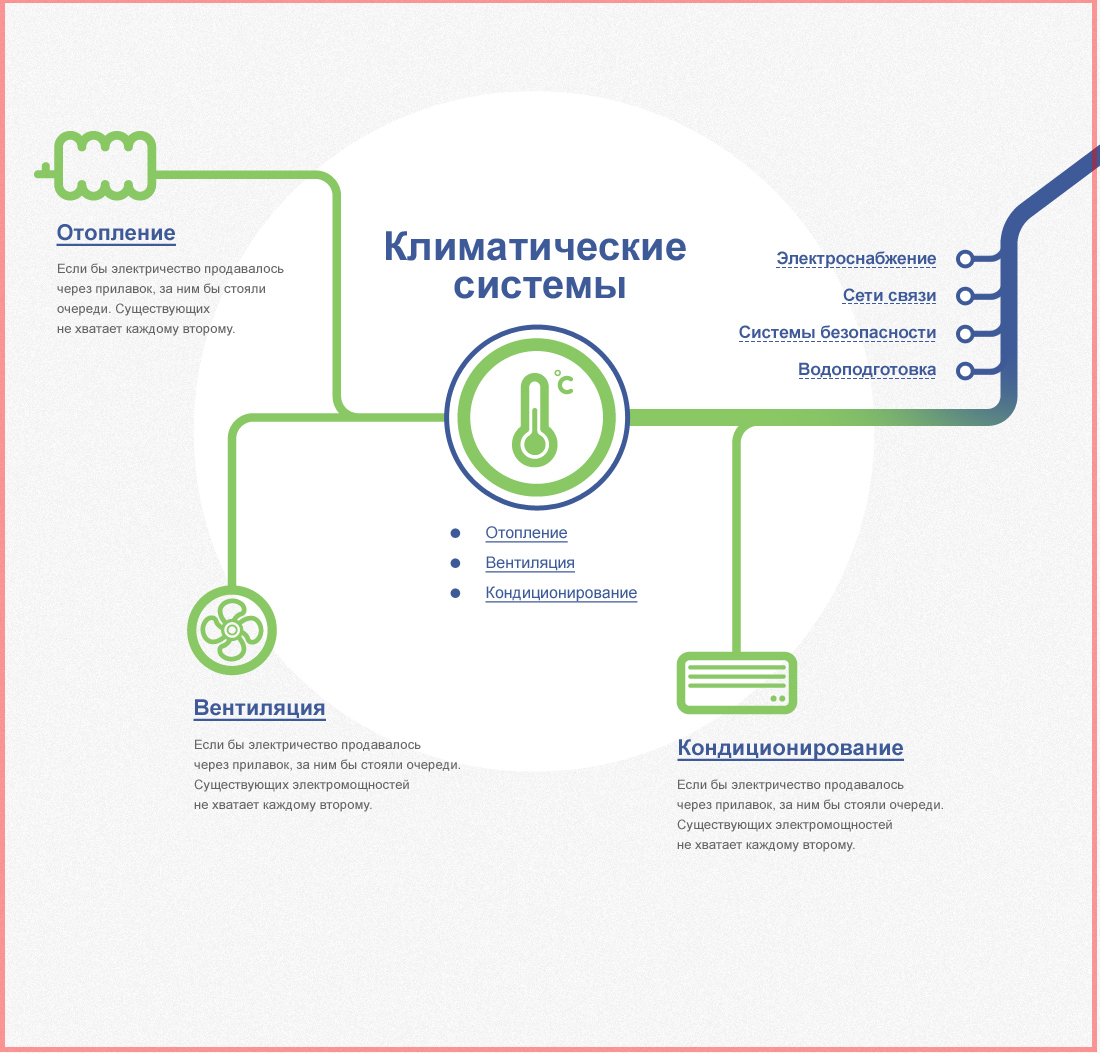 Отопление
Если бы электричество продавалось
через прилавок, за ним бы стояли
очереди. Существующих
не хватает каждому второму.
Климатические
системы
°C
Электроснабжение
Сети связи
Системы безопасности
Водоподготовка
Отопление
Вентиляция
Кондиционирование
Вентиляция
Если бы электричество продавалось
через прилавок, за ним бы стояли очереди.
Существующих электромощностей
не хватает каждому второму.
Кондиционирование
Если бы электричество продавалось
через прилавок, за ним бы стояли очереди.
Существующих электромощностей
не хватает каждому второму.